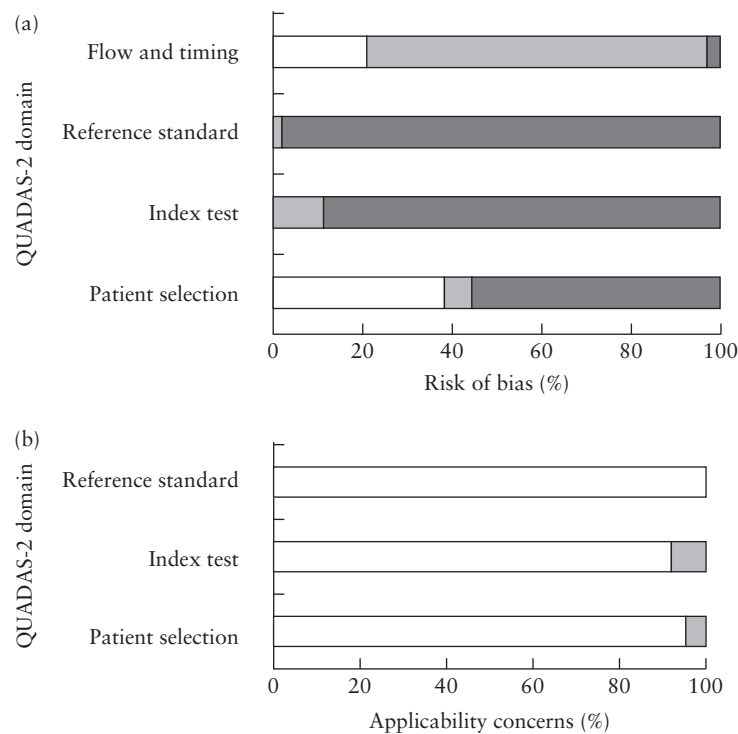 (a)
QUADAS-2 domain
Flow and timing
Reference standard
Index test
Patient selection
0 20 40 60 80 100
Risk of bias (%)
(b)
QUADAS-2 domain
Reference standard
Index test
Patient selection
0 20 40 60 80 100
Applicability concerns (%)